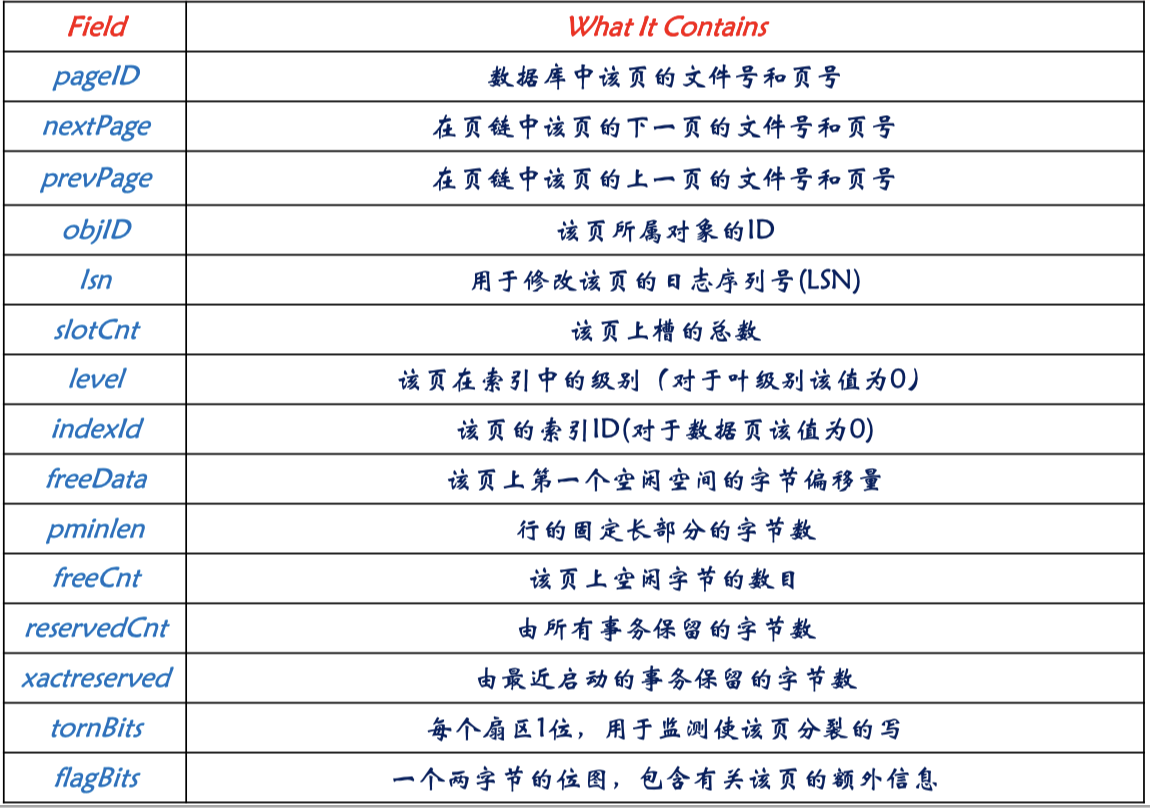 Field What It Contains
pageID 数据库中该页的文件号和页号
nextPage 在页链中该页的下一页的文件号和页号
prevPage 在页链中该页的上一页的文件号和页号
objID 该页所属对象的ID
lsn 用于修改该页的日志序列号(LSN)
slotCnt 该页上槽的总数
level 该页在索引中的级别（对于叶级别该值为0）
indexId 该页的索引ID(对于数据页该值为0)
freeData 该页上第一个空闲空间的字节偏移量
pminlen 行的固定长部分的字节数
freeCnt 该页上空闲字节的数目
reservedCnt 由所有事务保留的字节数
xactreserved 由最近启动的事务保留的字节数
tornBits 每个扇区1位，用于监测使该页分裂的写
flagBits 一个两字节的位图，包含有关该页的额外信息